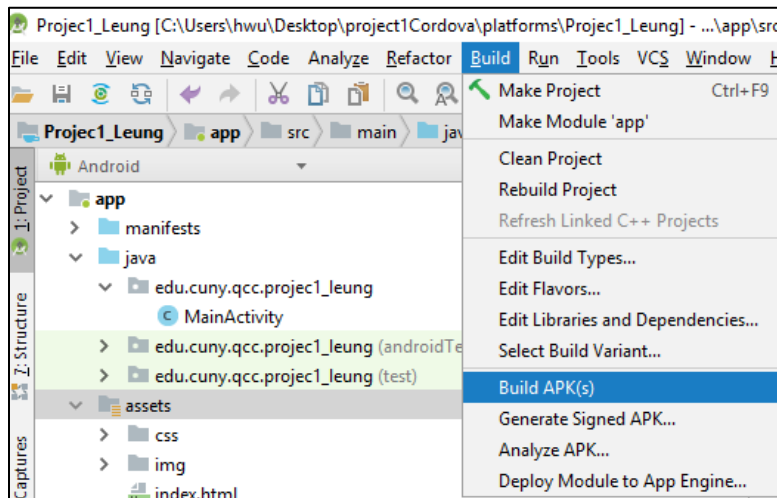 Projec1_Leung [C:\Users\hwu\Desktop\project1Cordova\platforms\Projec1_Leung] - ...\app\src
File Edit View Navigate Code Analyze Refactor Build Run Tools VCS Window H
Projec1_Leung app src main jav
Android
1: Project
Z: Structure
Captures
app
manifests
java
edu.cuny.qcc.projec1_leung
C MainActivity
edu.cuny.qcc.projec1_leung (androidTe
edu.cuny.qcc.projec1_leung (test)
assets
css
img
index.html
Make Project Ctrl+F9
Make Module 'app'
Clean Project
Rebuild Project
Refresh Linked C++ Projects
Edit Build Types...
Edit Flavors...
Edit Libraries and Dependencies...
Select Build Variant...
Build APK(s)
Generate Signed APK...
Analyze APK...
Deploy Module to App Engine...